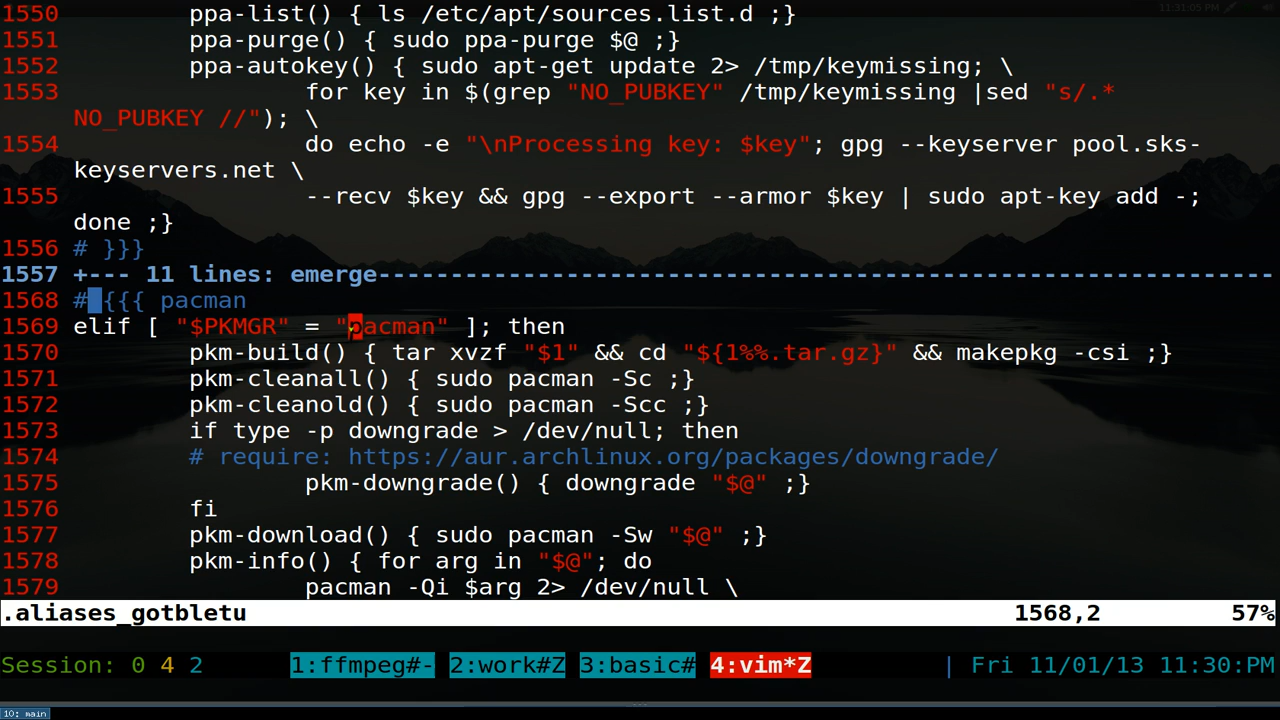 11:31:05 PM
1550         ppa-list() { ls /etc/apt/sources.list.d ;}
1551         ppa-purge() { sudo ppa-purge $@ ;}
1552         ppa-autokey() { sudo apt-get update 2> /tmp/keymissing; \
1553                 for key in $(grep "NO_PUBKEY" /tmp/keymissing |sed "s/.*
NO_PUBKEY //"); \
1554                 do echo -e "\nProcessing key: $key"; gpg --keyserver pool.sks-
keyservers.net \
1555                 --recv $key && gpg --export --armor $key | sudo apt-key add -;
done ;}
1556 # }}}
1557 +--- 11 lines: emerge--------------------------------------------------------------
1568 # {{{ pacman
1569 elif [ "$PKMGR" = "pacman" ]; then
1570         pkm-build() { tar xvzf "$1" && cd "${1%%.tar.gz}" && makepkg -csi ;}
1571         pkm-cleanall() { sudo pacman -Sc ;}
1572         pkm-cleanold() { sudo pacman -Scc ;}
1573         if type -p downgrade > /dev/null; then
1574         # require: https://aur.archlinux.org/packages/downgrade/
1575                 pkm-downgrade() { downgrade "$@" ;}
1576         fi
1577         pkm-download() { sudo pacman -Sw "$@" ;}
1578         pkm-info() { for arg in "$@"; do
1579                 pacman -Qi $arg 2> /dev/null \
.aliases_gotbletu 1568,2 57%
Session: 0 4 2 1:ffmpeg#- 2:work#Z 3:basic# 4:vim*Z | Fri 11/01/13 11:30:PM
10: main